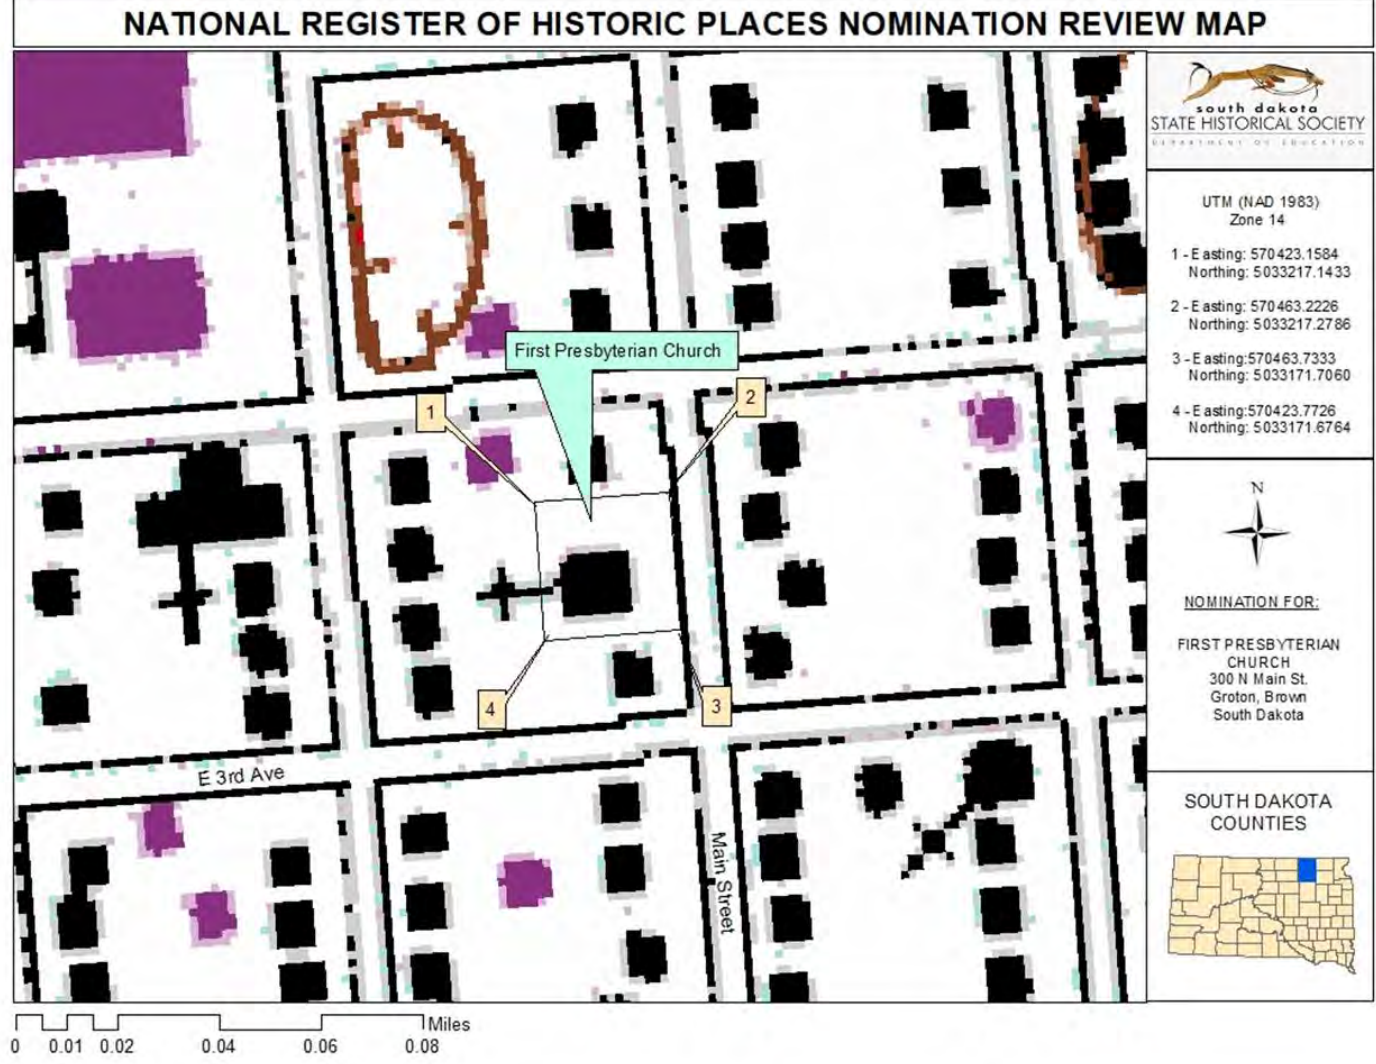 NATIONAL REGISTER OF HISTORIC PLACES NOMINATION REVIEW MAP
south dakota
STATE HISTORICAL SOCIETY
DEPARTMENT OF EDUCATION
UTM (NAD 1983)
Zone 14
1 - Easting: 570423.1584
Northing: 5033217.1433
2 - Easting: 570463.2226
Northing: 5033217.2786
3 - Easting:570463.7333
Northing: 5033171.7060
4 - Easting:570423.7726
Northing: 5033171.6764
N
NOMINATION FOR:
FIRST PRESBYTERIAN
CHURCH
300 N Main St.
Groton, Brown
South Dakota
SOUTH DAKOTA
COUNTIES
First Presbyterian Church
1
2
4
3
E 3rd Ave
Main Street
Miles
0 0.01 0.02 0.04 0.06 0.08